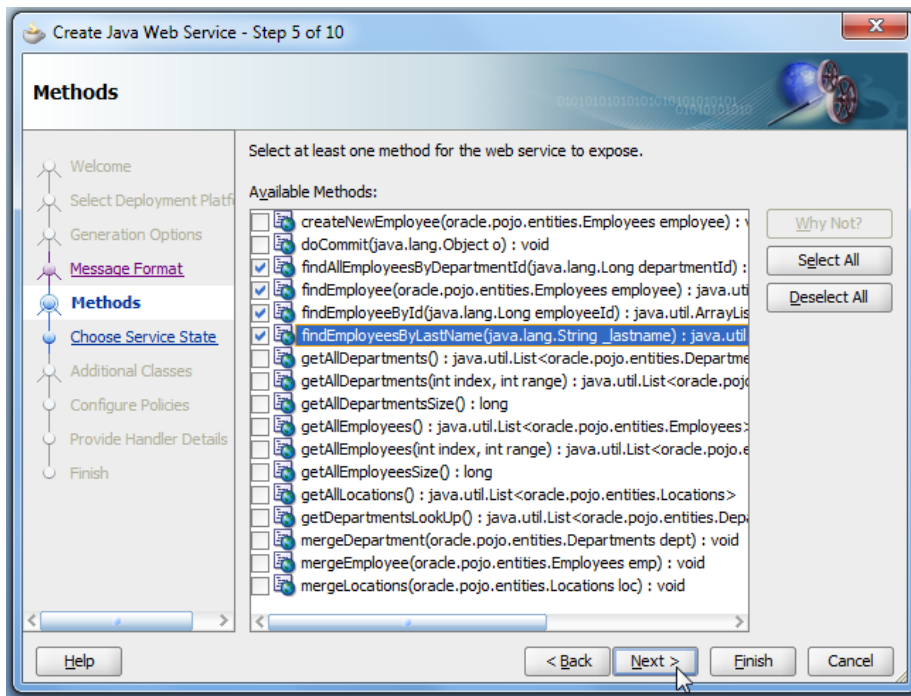 Create Java Web Service - Step 5 of 10
Methods
010101010101010101010101
01010101010
Welcome
Select Deployment Platf
Generation Options
Message Format
Methods
Choose Service State
Additional Classes
Configure Policies
Provide Handler Details
Finish
Select at least one method for the web service to expose.
Available Methods:
createNewEmployee(oracle.pojo.entities.Employees employee) : v
doCommit(java.lang.Object o) : void
findAllEmployeesByDepartmentId(java.lang.Long departmentId) :
findEmployee(oracle.pojo.entities.Employees employee) : java.uti
findEmployeeById(java.lang.Long employeeId) : java.util.ArrayLis
findEmployeesByLastName(java.lang.String _lastname) : java.util
getAllDepartments() : java.util.List<oracle.pojo.entities.Departme
getAllDepartments(int index, int range) : java.util.List<oracle.pojo
getAllDepartmentsSize() : long
getAllEmployees() : java.util.List<oracle.pojo.entities.Employees>
getAllEmployees(int index, int range) : java.util.List<oracle.pojo.e
getAllEmployeesSize() : long
getAllLocations() : java.util.List<oracle.pojo.entities.Locations>
getDepartmentsLookUp() : java.util.List<oracle.pojo.entities.Depa
mergeDepartment(oracle.pojo.entities.Departments dept) : void
mergeEmployee(oracle.pojo.entities.Employees emp) : void
mergeLocations(oracle.pojo.entities.Locations loc) : void
Why Not?
Select All
Deselect All
Help
< Back
Next >
Finish
Cancel